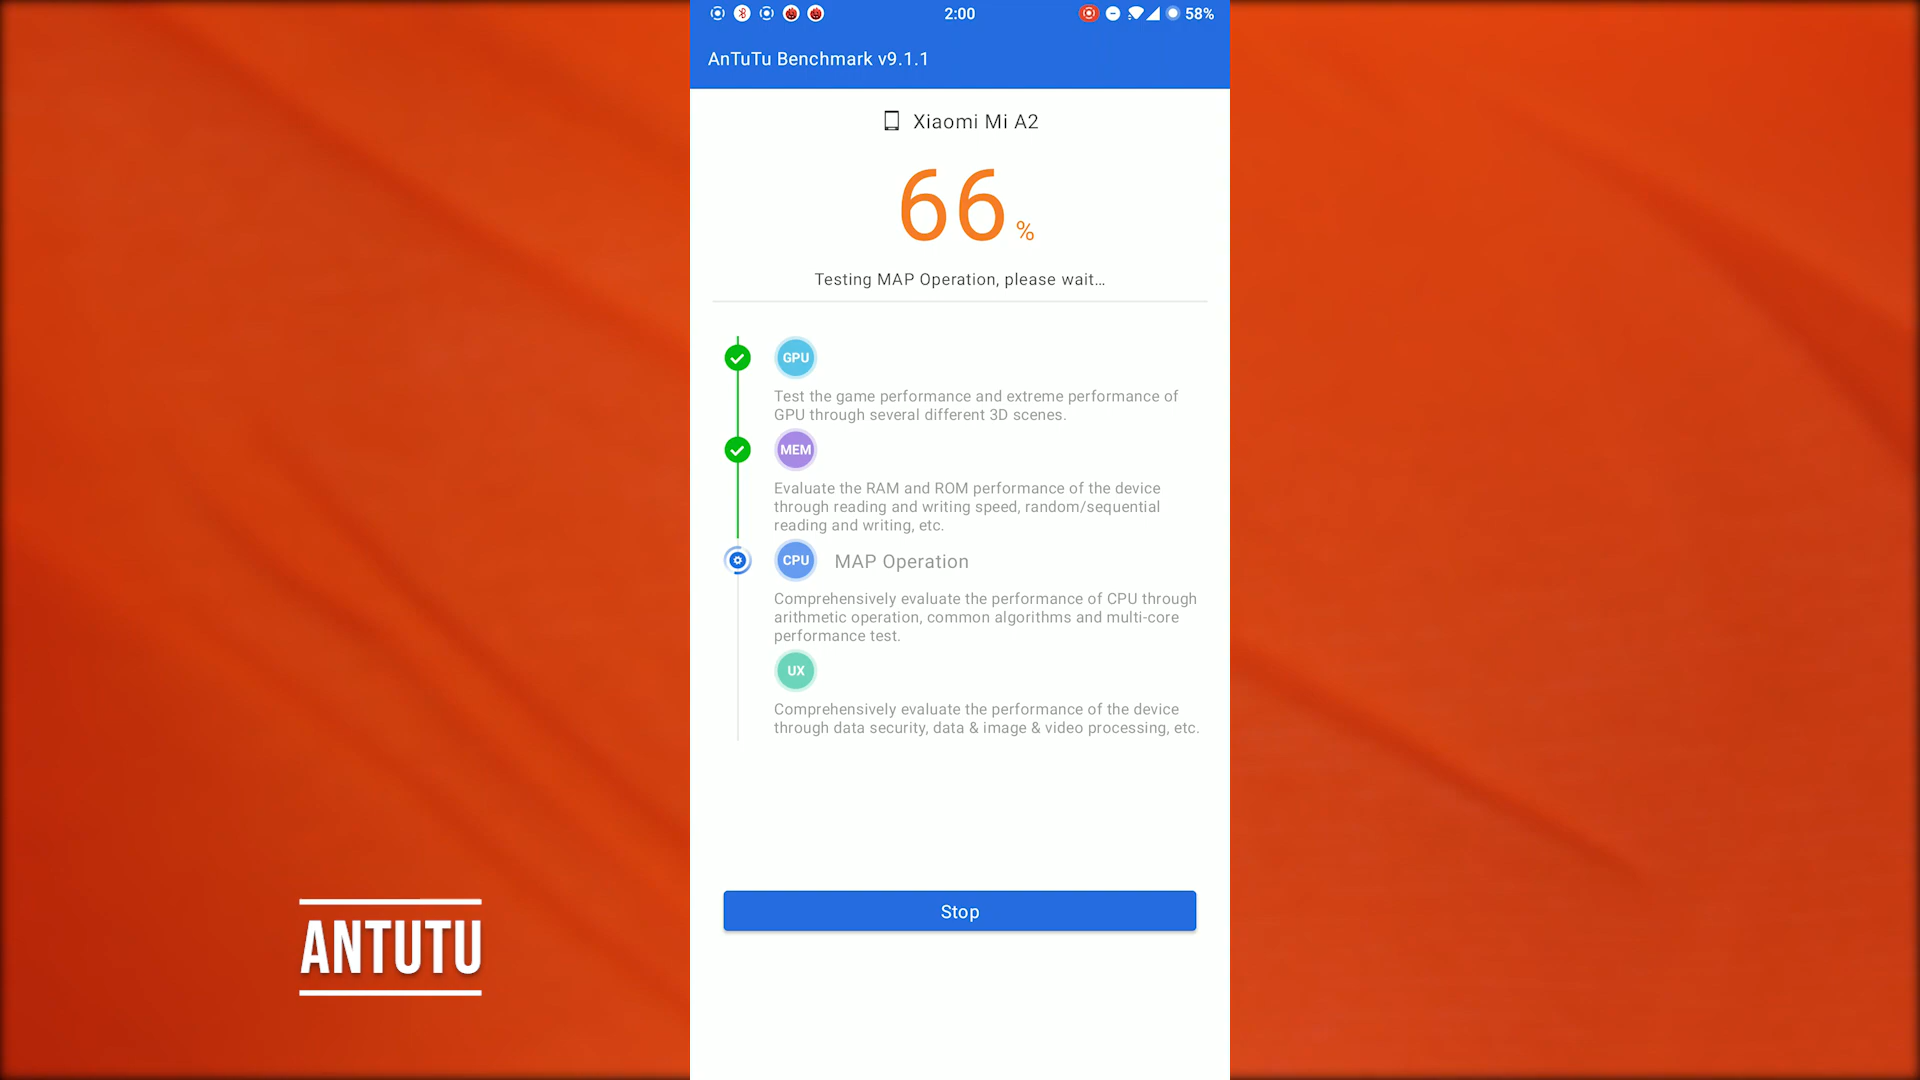 2:00
58%
AnTuTu Benchmark v9.1.1
Xiaomi Mi A2
66 %
Testing MAP Operation, please wait...
GPU
Test the game performance and extreme performance of
GPU through several different 3D scenes.
MEM
Evaluate the RAM and ROM performance of the device
through reading and writing speed, random/sequential
reading and writing, etc.
CPU MAP Operation
Comprehensively evaluate the performance of CPU through
arithmetic operation, common algorithms and multi-core
performance test.
UX
Comprehensively evaluate the performance of the device
through data security, data & image & video processing, etc.
Stop
ANTUTU